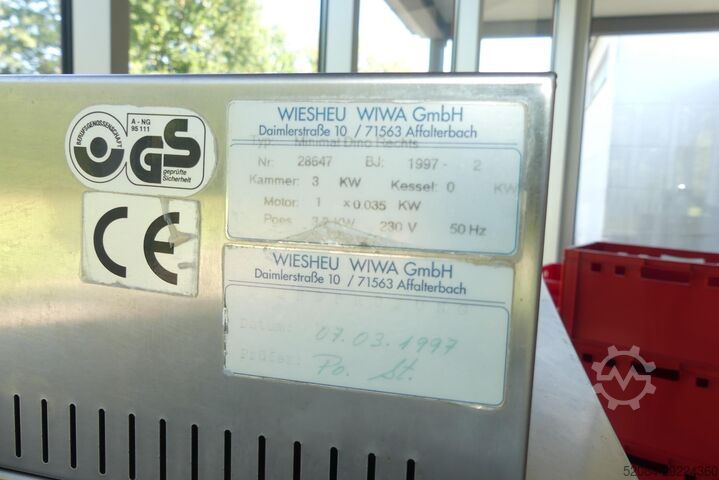 BERUFSGENOSSENSCHAFT
A - NG
95 111
GS
geprüfte
Sicherheit
CE
WIESHEU WIWA GmbH
Daimlerstraße 10 / 71563 Affalterbach
Typ: Minimat Dino Rechts
Nr: 28647 BJ: 1997 - 2
Kammer: 3 KW Kessel: 0 KW
Motor: 1 x 0.035 KW
Pges KW 230 V 50 Hz
WIESHEU WIWA GmbH
Daimlerstraße 10 / 71563 Affalterbach
Datum: 07.03.1997
Prüfer: Po. St.